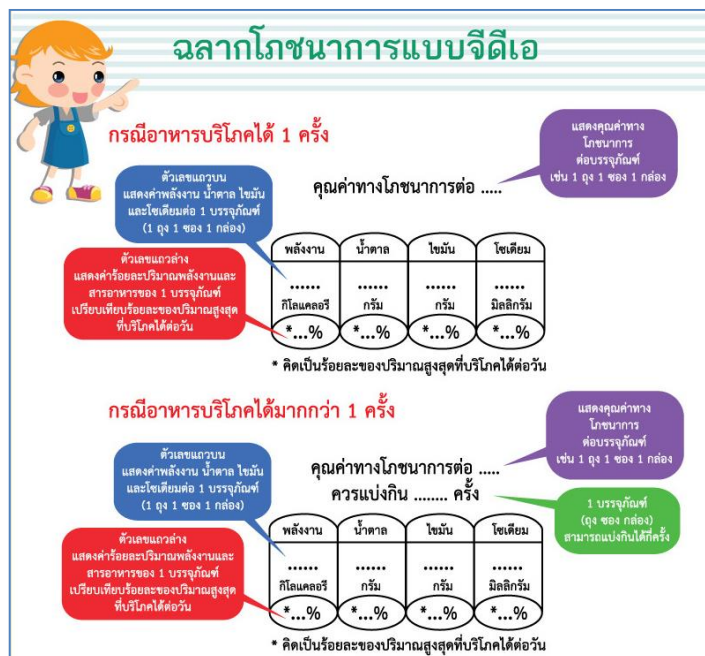 ฉลากโภชนาการแบบจีดีเอ
กรณีอาหารบริโภคได้ 1 ครั้ง
แสดงคุณค่าทาง
โภชนาการ
ต่อบรรจุภัณฑ์
เช่น 1 ถุง 1 ซอง 1 กล่อง
ตัวเลขแถวบน
แสดงค่าพลังงาน น้ำตาล ไขมัน
และโซเดียมต่อ 1 บรรจุภัณฑ์
(1 ถุง 1 ซอง 1 กล่อง)
คุณค่าทางโภชนาการต่อ .....
ตัวเลขแถวล่าง
แสดงค่าร้อยละปริมาณพลังงานและ
สารอาหารของ 1 บรรจุภัณฑ์
เปรียบเทียบร้อยละของปริมาณสูงสุด
ที่บริโภคได้ต่อวัน
พลังงาน น้ำตาล ไขมัน โซเดียม
...... ...... ...... ......
กิโลแคลอรี กรัม กรัม มิลลิกรัม
*...% *...% *...% *...%
* คิดเป็นร้อยละของปริมาณสูงสุดที่บริโภคได้ต่อวัน
กรณีอาหารบริโภคได้มากกว่า 1 ครั้ง
แสดงคุณค่าทาง
โภชนาการ
ต่อบรรจุภัณฑ์
เช่น 1 ถุง 1 ซอง 1 กล่อง
ตัวเลขแถวบน
แสดงค่าพลังงาน น้ำตาล ไขมัน
และโซเดียมต่อ 1 บรรจุภัณฑ์
(1 ถุง 1 ซอง 1 กล่อง)
คุณค่าทางโภชนาการต่อ .....
ควรแบ่งกิน ........ ครั้ง
1 บรรจุภัณฑ์
(ถุง ซอง กล่อง)
สามารถแบ่งกินได้กี่ครั้ง
ตัวเลขแถวล่าง
แสดงค่าร้อยละปริมาณพลังงานและ
สารอาหารของ 1 บรรจุภัณฑ์
เปรียบเทียบร้อยละของปริมาณสูงสุด
ที่บริโภคได้ต่อวัน
พลังงาน น้ำตาล ไขมัน โซเดียม
...... ...... ...... ......
กิโลแคลอรี กรัม กรัม มิลลิกรัม
*...% *...% *...% *...%
* คิดเป็นร้อยละของปริมาณสูงสุดที่บริโภคได้ต่อวัน